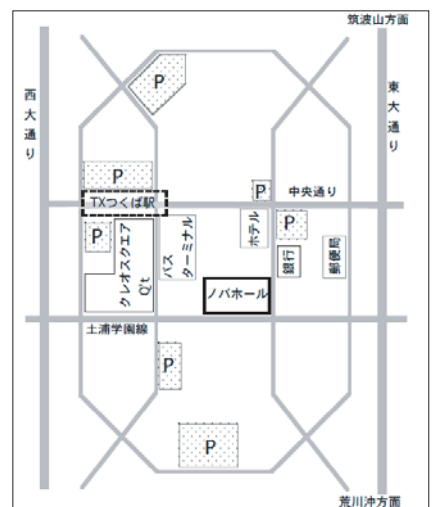 筑波山方面
西大通り
東大通り
P
P
P
中央通り
TXつくば駅
P
P
クレオスクエア
Q't
バス
ターミナル
ホテル
銀行
郵便局
ノバホール
土浦学園線
P
P
荒川沖方面